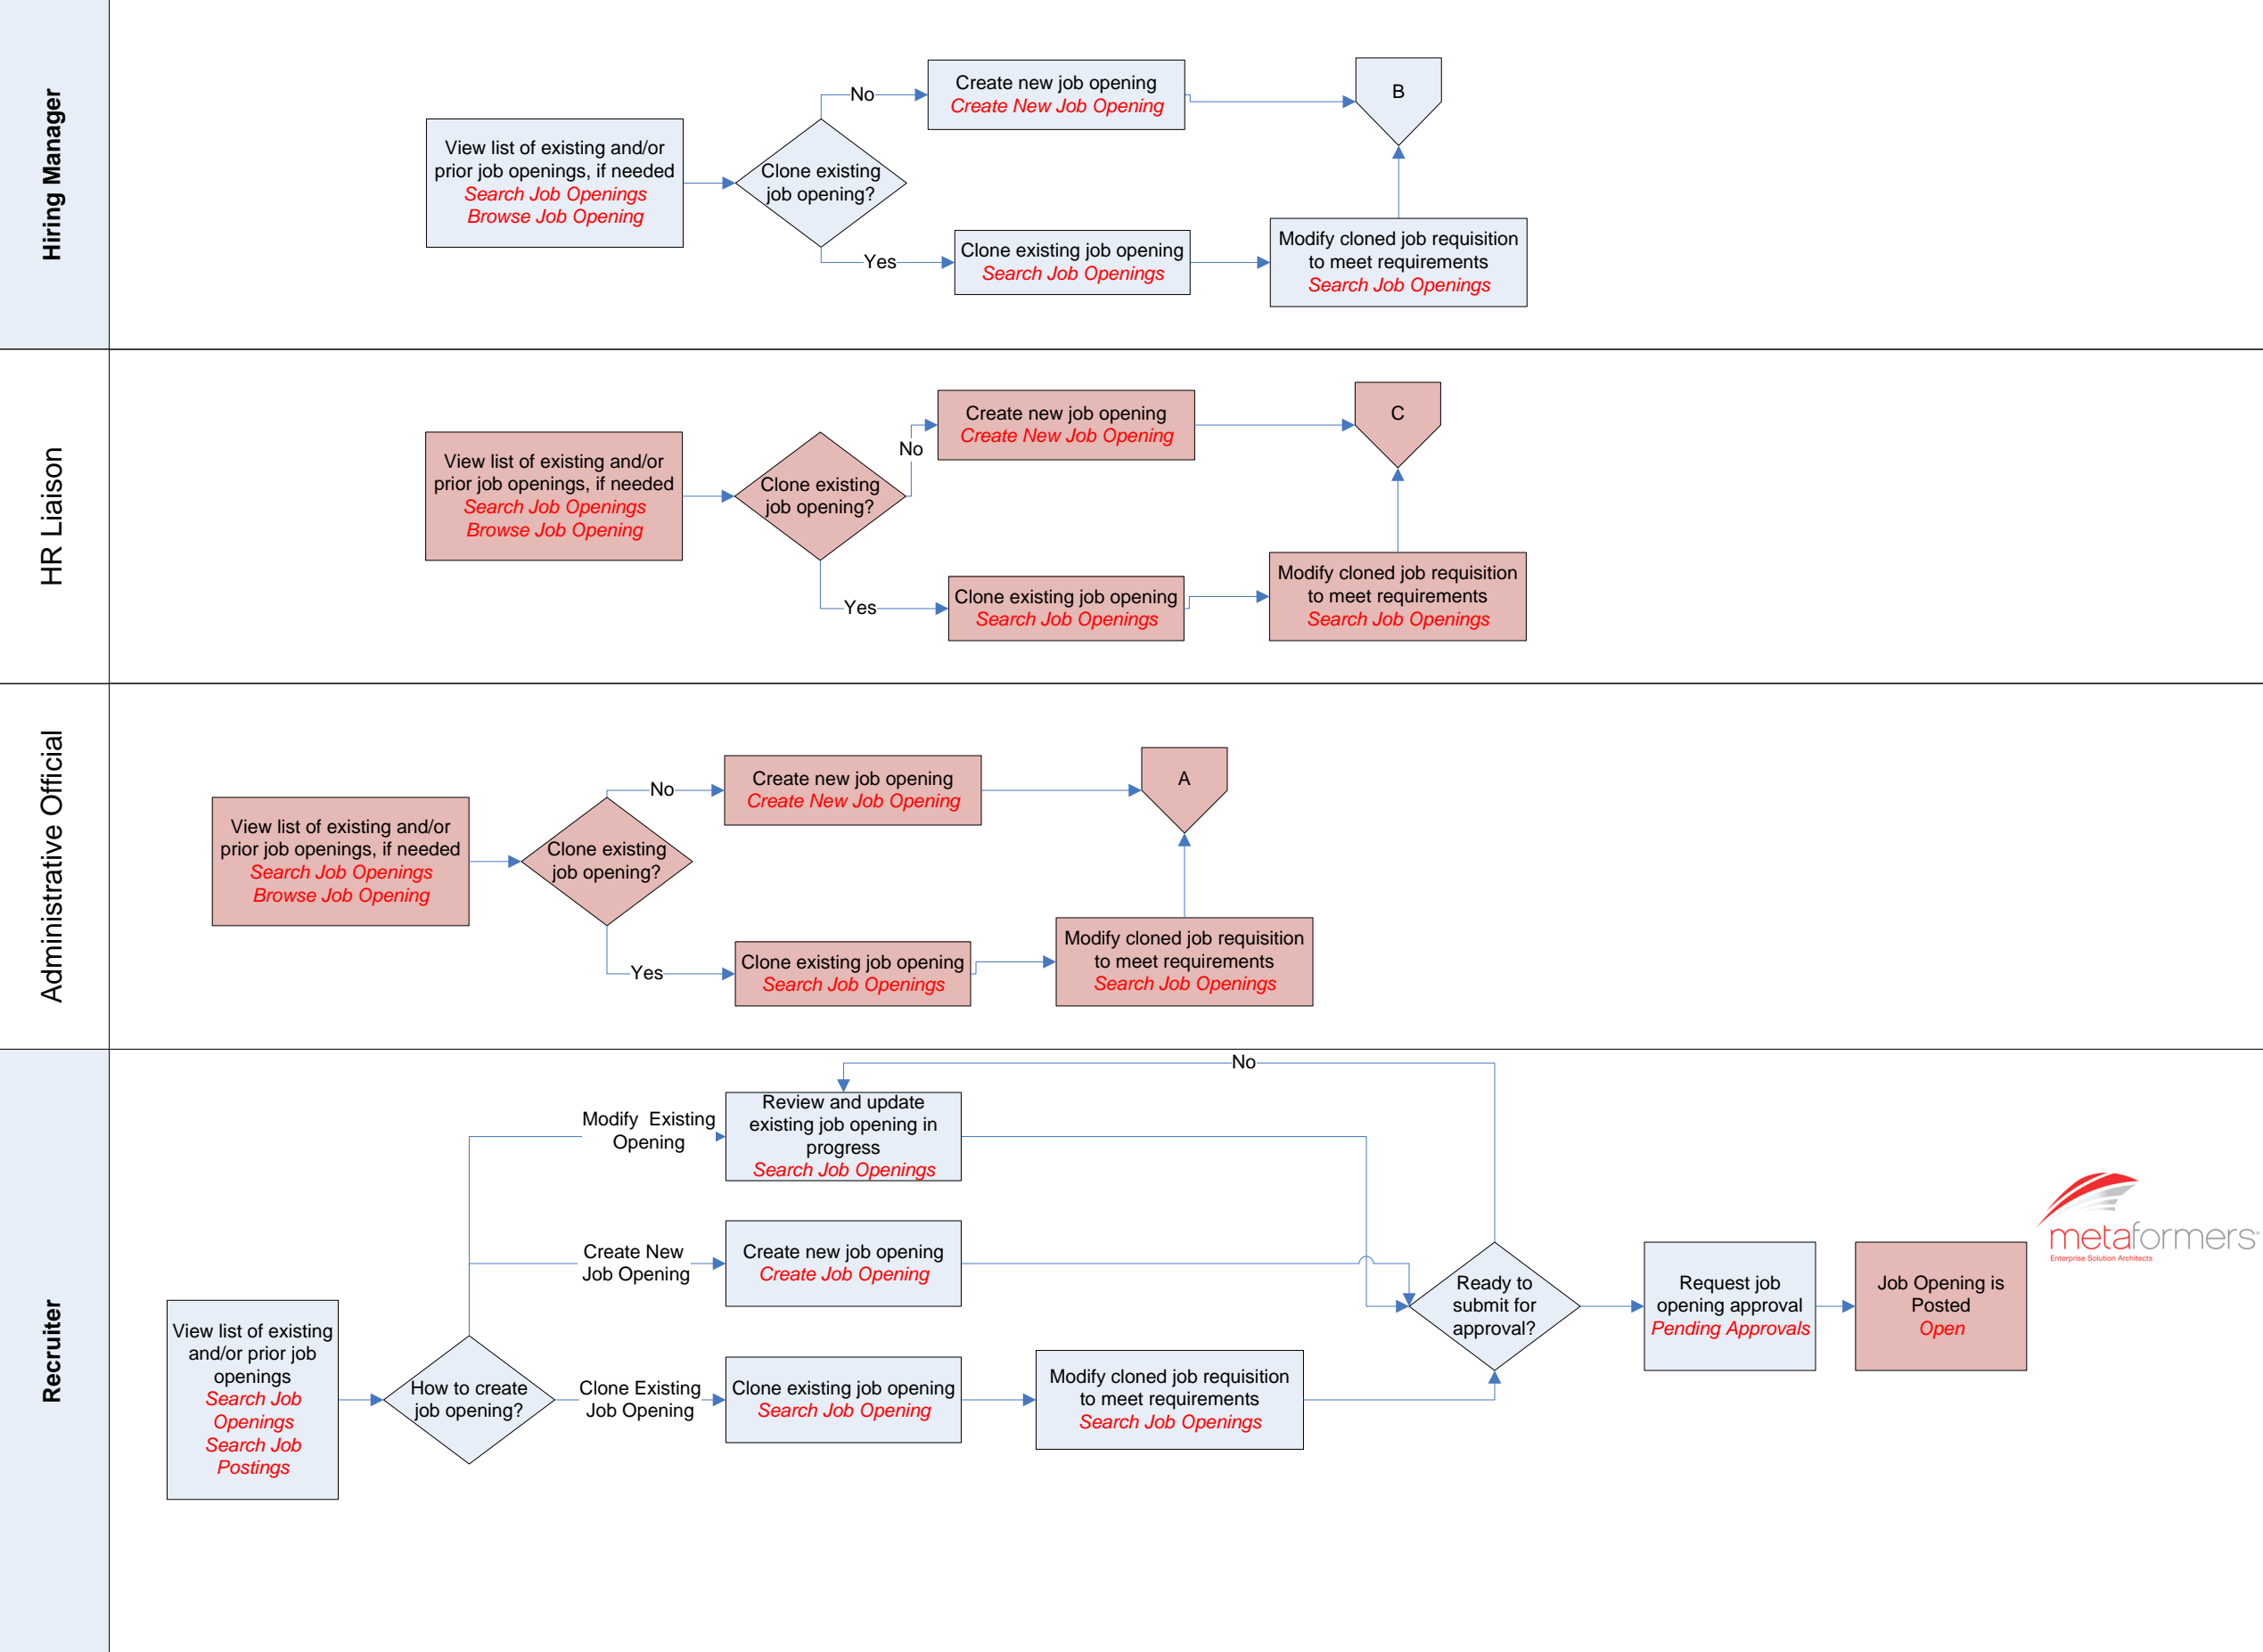 Hiring Manager
View list of existing and/or
prior job openings, if needed
Search Job Openings
Browse Job Opening
Clone existing
job opening?
No
Create new job opening
Create New Job Opening
B
Yes
Clone existing job opening
Search Job Openings
Modify cloned job requisition
to meet requirements
Search Job Openings
HR Liaison
View list of existing and/or
prior job openings, if needed
Search Job Openings
Browse Job Opening
Clone existing
job opening?
No
Create new job opening
Create New Job Opening
C
Yes
Clone existing job opening
Search Job Openings
Modify cloned job requisition
to meet requirements
Search Job Openings
Administrative Official
View list of existing and/or
prior job openings, if needed
Search Job Openings
Browse Job Opening
Clone existing
job opening?
No
Create new job opening
Create New Job Opening
A
Yes
Clone existing job opening
Search Job Openings
Modify cloned job requisition
to meet requirements
Search Job Openings
Recruiter
View list of existing
and/or prior job
openings
Search Job
Openings
Search Job
Postings
How to create
job opening?
Modify  Existing
Opening
Review and update
existing job opening in
progress
Search Job Openings
No
Create New
Job Opening
Create new job opening
Create Job Opening
Clone Existing
Job Opening
Clone existing job opening
Search Job Opening
Modify cloned job requisition
to meet requirements
Search Job Openings
Ready to
submit for
approval?
Request job
opening approval
Pending Approvals
Job Opening is
Posted
Open
metaformers™
Enterprise Solution Architects